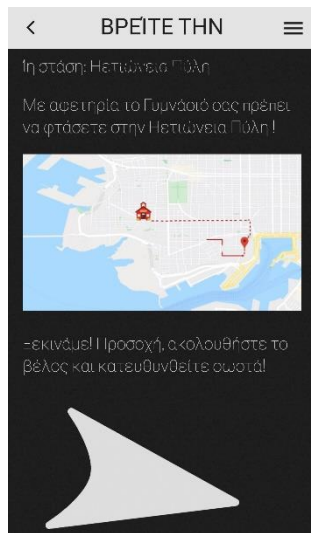 ΒΡΕΊΤΕ ΤΗΝ
1η στάση: Ηετιώνεια Πύλη
Με αφετηρία το Γυμνάσιό σας πρέπει
να φτάσετε στην Ηετιώνεια Πύλη !
Ξεκινάμε! Προσοχή, ακολουθήστε το
βέλος και κατευθυνθείτε σωστά!